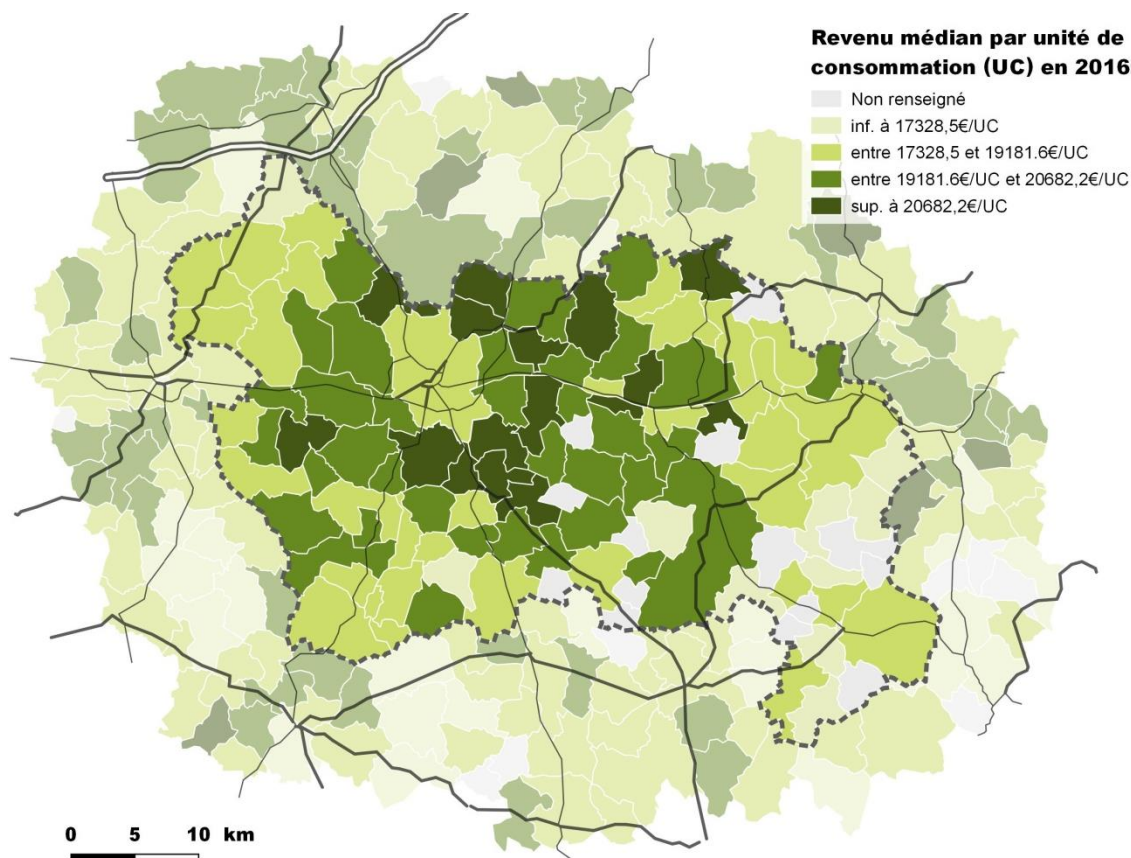 Revenu médian par unité de
consommation (UC) en 2016
Non renseigné
inf. à 17328,5€/UC
entre 17328,5 et 19181.6€/UC
entre 19181.6€/UC et 20682,2€/UC
sup. à 20682,2€/UC
0 5 10 km